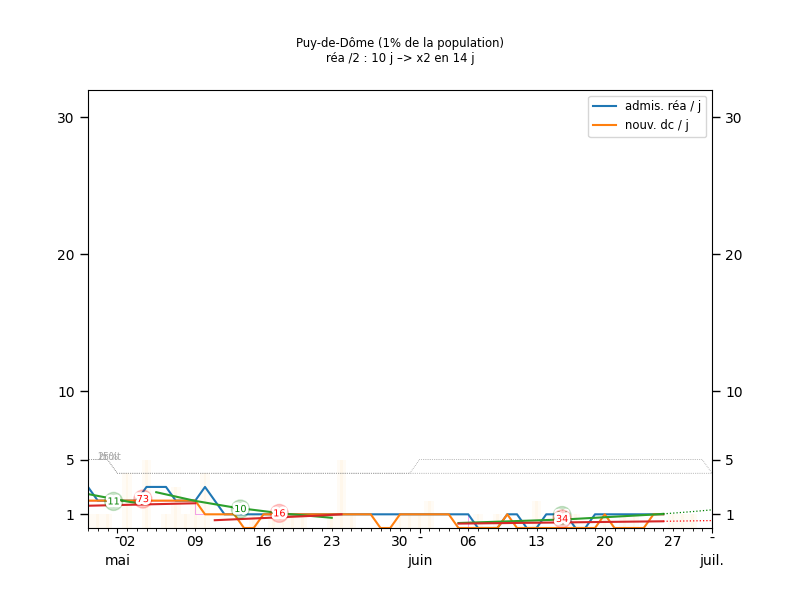 Puy-de-Dôme (1% de la population)
réa /2 : 10 j –> x2 en 14 j
admis. réa / j
nouv. dc / j
30 30
20 20
10 10
5 5
1 1
11 73 10 16 34
- 02 09 16 23 30 - 06 13 20 27 -
mai juin juil.